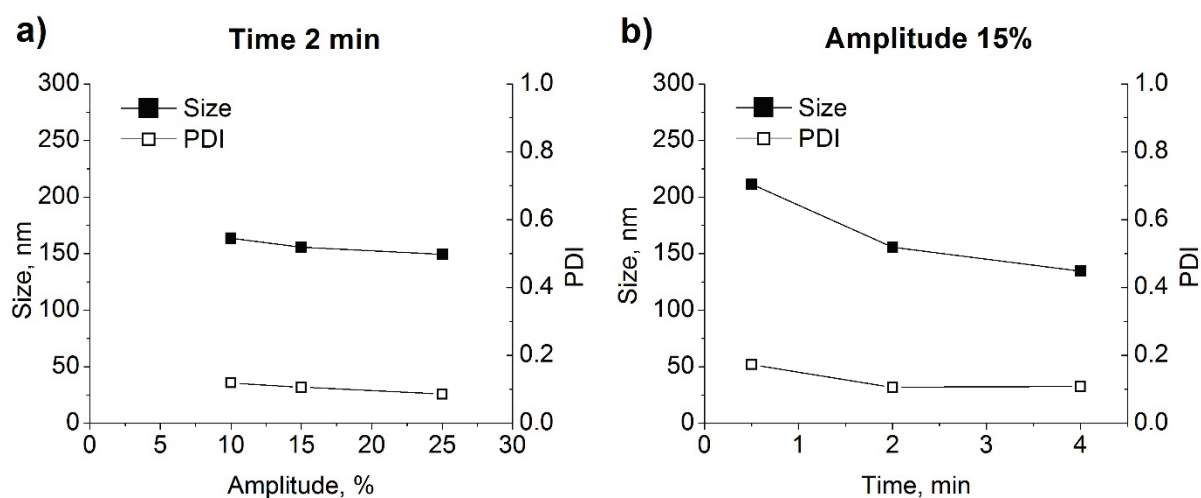 a)
Time 2 min
Size
PDI
300
250
200
150
100
50
0
Size, nm
1.0
0.8
0.6
0.4
0.2
0.0
PDI
0 5 10 15 20 25 30
Amplitude, %
b)
Amplitude 15%
Size
PDI
300
250
200
150
100
50
0
Size, nm
1.0
0.8
0.6
0.4
0.2
0.0
PDI
0 1 2 3 4
Time, min